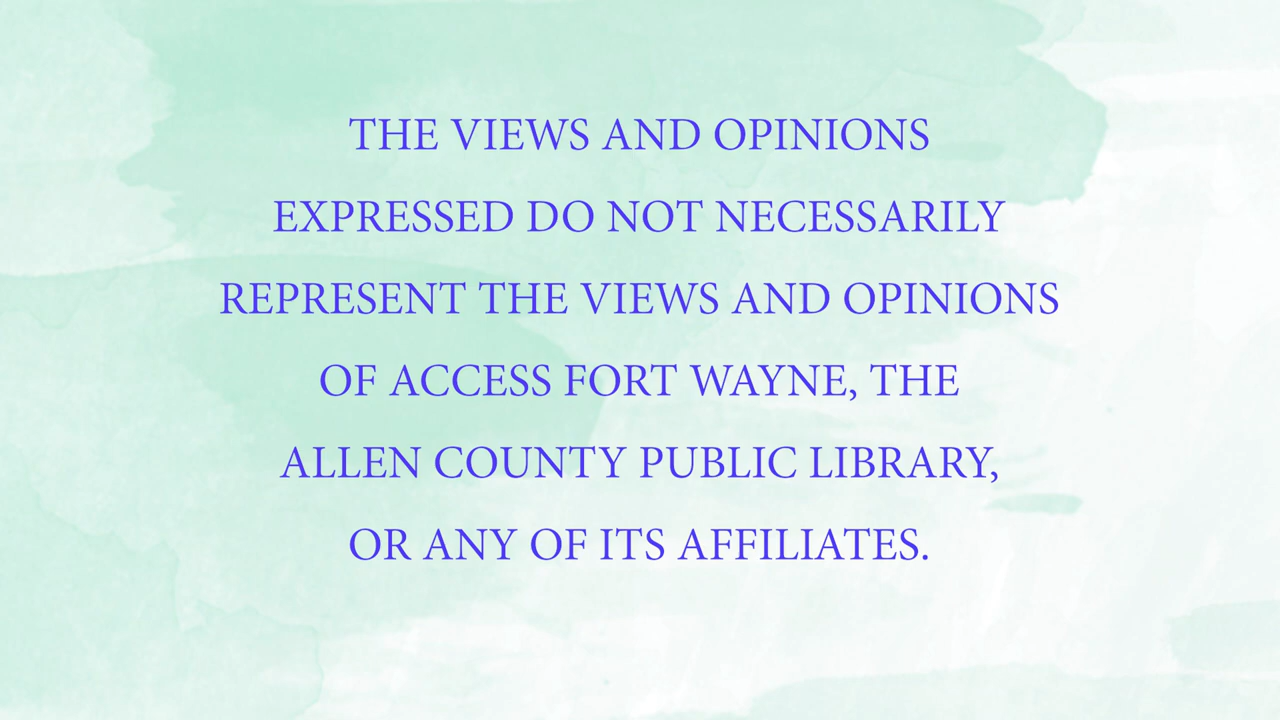 THE VIEWS AND OPINIONS
EXPRESSED DO NOT NECESSARILY
REPRESENT THE VIEWS AND OPINIONS
OF ACCESS FORT WAYNE, THE
ALLEN COUNTY PUBLIC LIBRARY,
OR ANY OF ITS AFFILIATES.